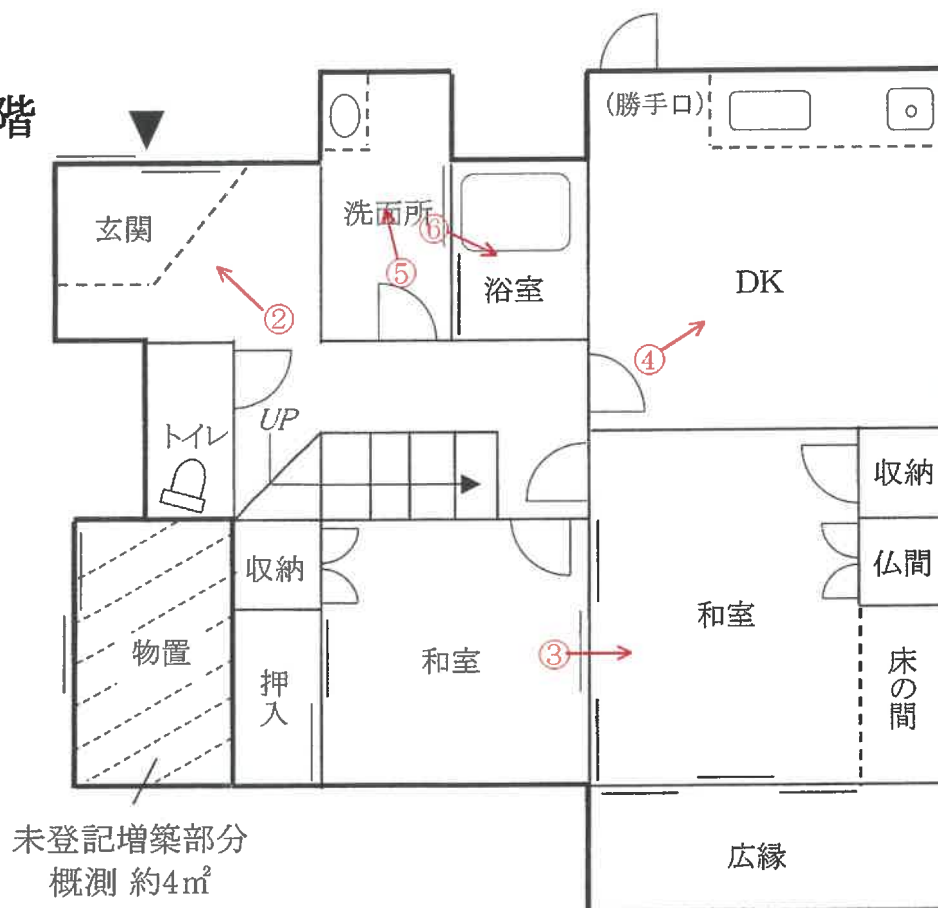 階
(勝手口)
玄関
洗面所
⑥
⑤
浴室
DK
②
④
トイレ
UP
収納
収納
仏間
物置
和室
③
和室
押入
床の間
未登記増築部分
概測 約4㎡
広縁